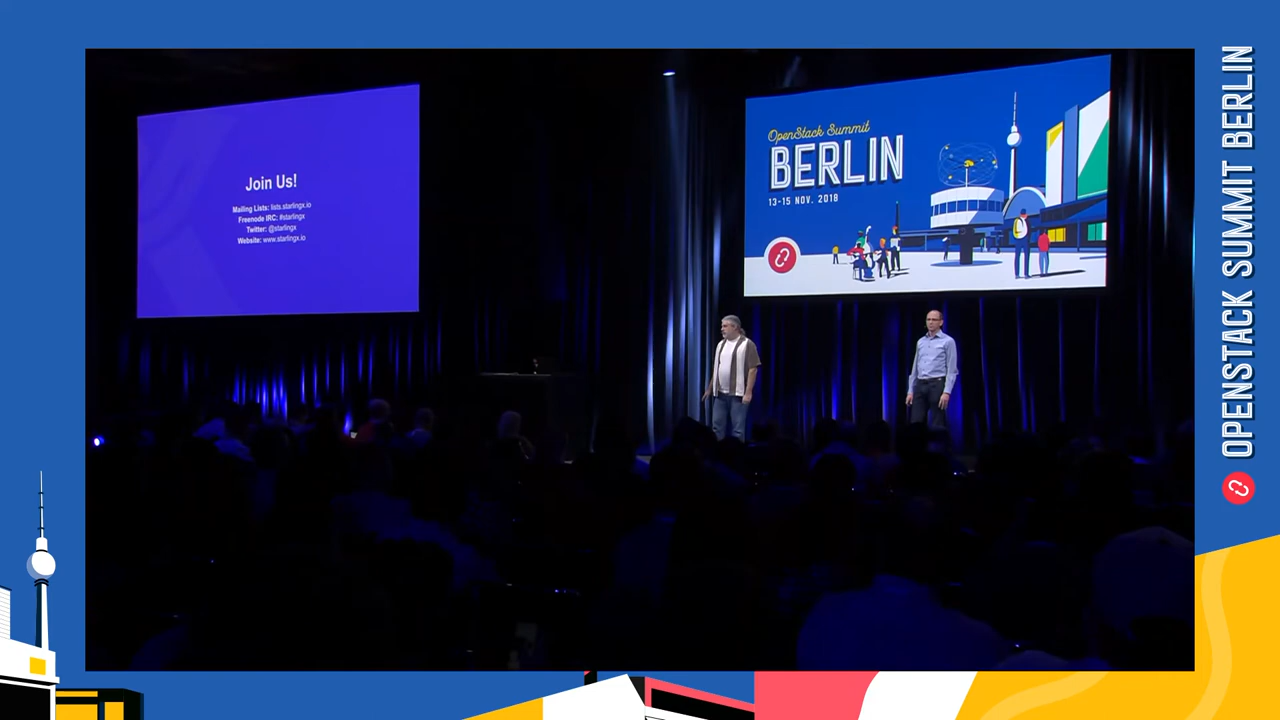 Join Us!
Mailing Lists: lists.starlingx.io
Freenode IRC: #starlingx
Twitter: @starlingx
Website: www.starlingx.io
OpenStack Summit
BERLIN
13-15 NOV. 2018
OPENSTACK SUMMIT BERLIN